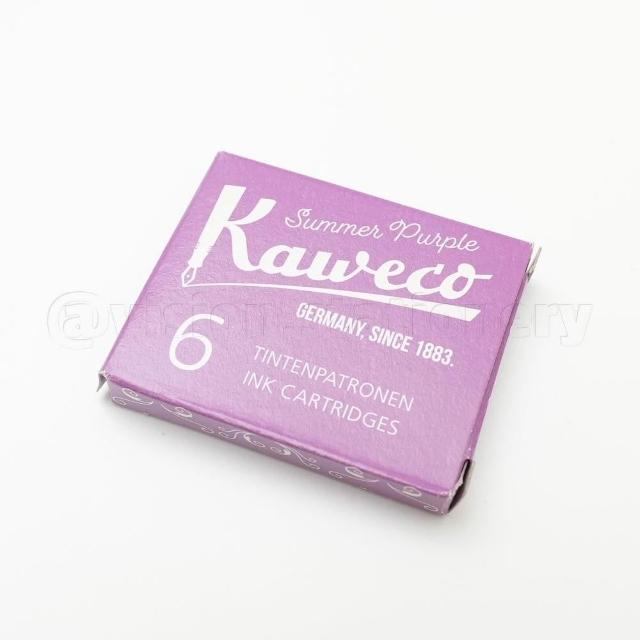 Summer Purple
Kaweco
GERMANY, SINCE 1883.
6
TINTENPATRONEN
INK CARTRIDGES